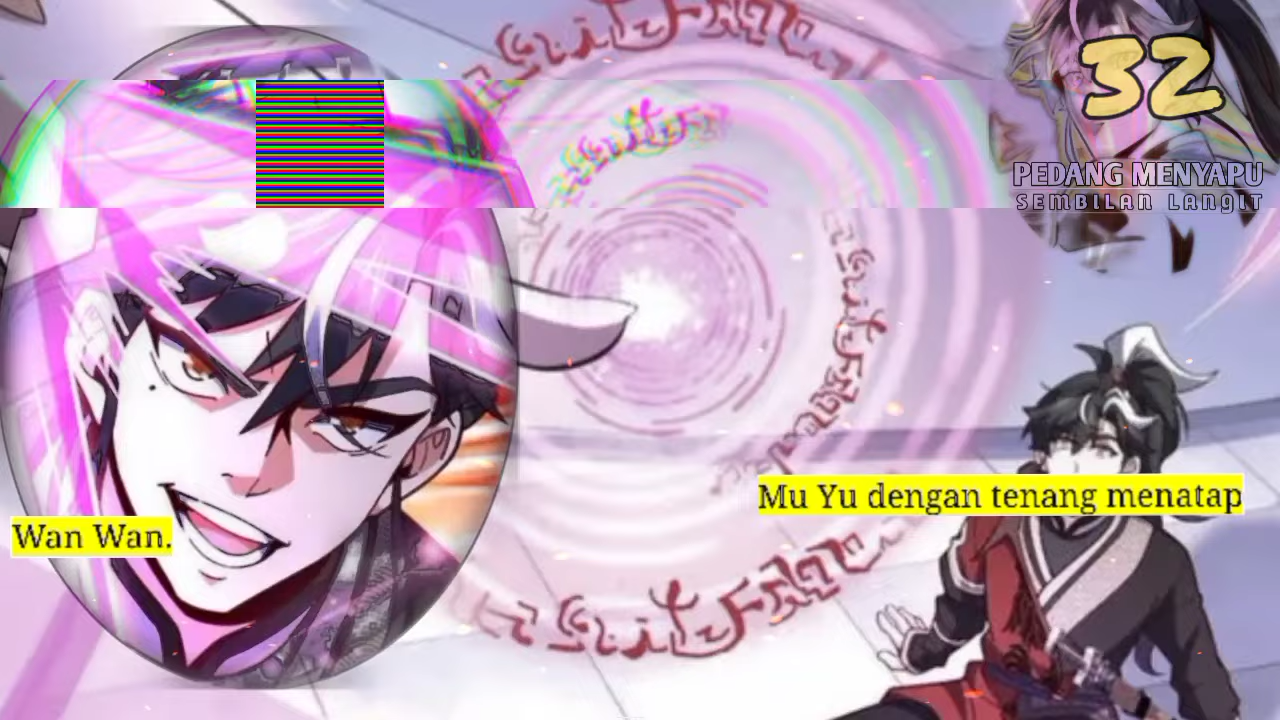 32
PEDANG MENYAPU
SEMBILAN LANGIT
Mu Yu dengan tenang menatap
Wan Wan.